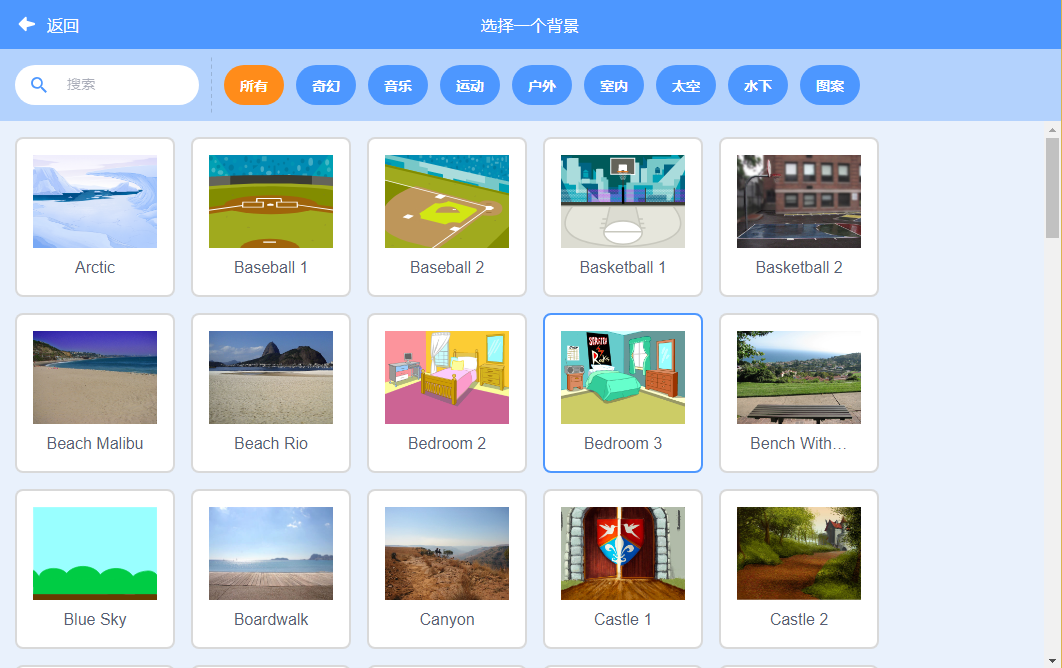 返回
选择一个背景
搜索
所有 奇幻 音乐 运动 户外 室内 太空 水下 图案
Arctic Baseball 1 Baseball 2 Basketball 1 Basketball 2
SCRATCH
Rocks
Beach Malibu Beach Rio Bedroom 2 Bedroom 3 Bench With...
Blue Sky Boardwalk Canyon Castle 1 Castle 2